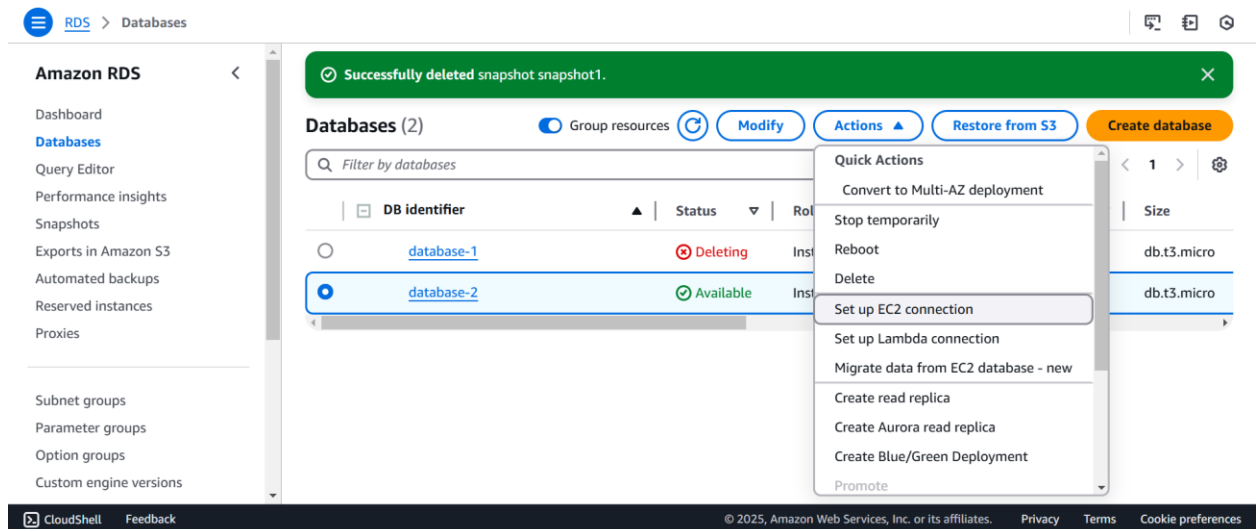 RDS > Databases
Amazon RDS
Dashboard
Databases
Query Editor
Performance insights
Snapshots
Exports in Amazon S3
Automated backups
Reserved instances
Proxies
Subnet groups
Parameter groups
Option groups
Custom engine versions
Successfully deleted snapshot snapshot1.
Databases (2) Group resources Modify Actions Restore from S3 Create database
Filter by databases 1
DB identifier Status Rol Size
database-1 Deleting Inst db.t3.micro
database-2 Available Inst db.t3.micro
Quick Actions
Convert to Multi-AZ deployment
Stop temporarily
Reboot
Delete
Set up EC2 connection
Set up Lambda connection
Migrate data from EC2 database - new
Create read replica
Create Aurora read replica
Create Blue/Green Deployment
Promote
CloudShell Feedback © 2025, Amazon Web Services, Inc. or its affiliates. Privacy Terms Cookie preferences